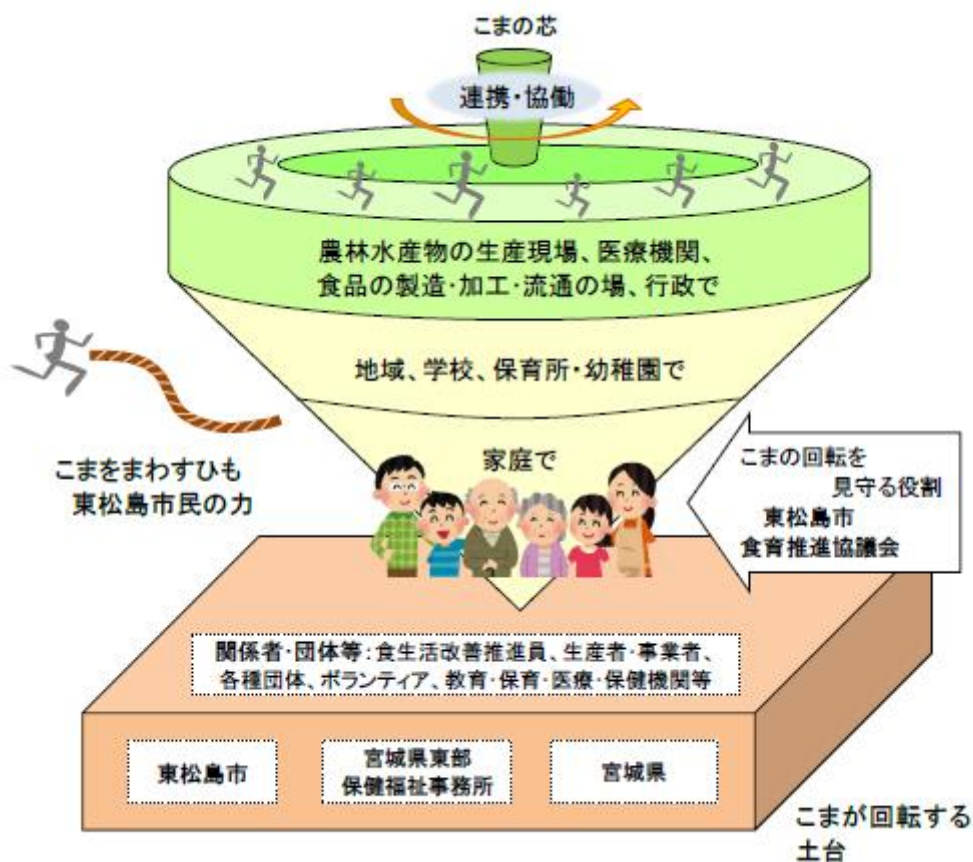 こまの芯
連携・協働
農林水産物の生産現場、医療機関、
食品の製造・加工・流通の場、行政で
地域、学校、保育所・幼稚園で
家庭で
こまをまわすひも
東松島市民の力
こまの回転を
見守る役割
東松島市
食育推進協議会
関係者・団体等：食生活改善推進員、生産者・事業者、
各種団体、ボランティア、教育・保育・医療・保健機関等
東松島市
宮城県東部
保健福祉事務所
宮城県
こまが回転する
土台